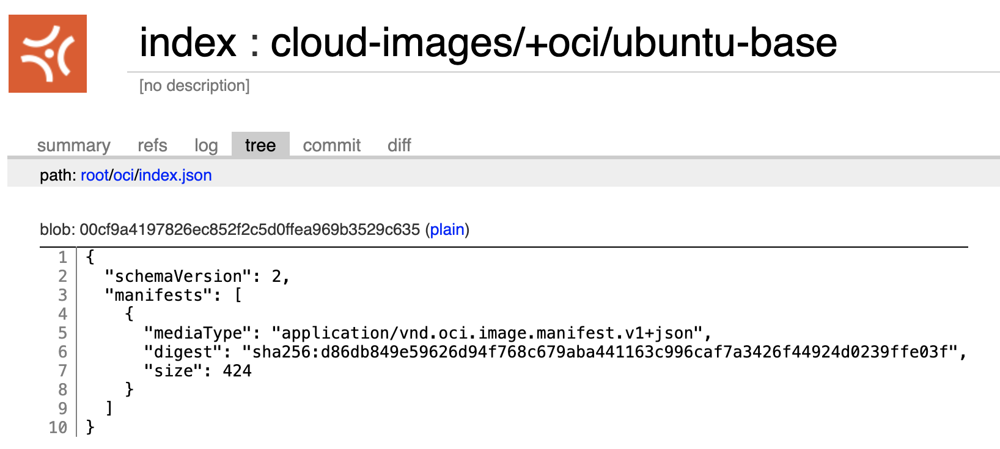 index : cloud-images/+oci/ubuntu-base
[no description]
summary refs log tree commit diff
path: root/oci/index.json
blob: 00cf9a4197826ec852f2c5d0ffea969b3529c635 (plain)
1 {
2   "schemaVersion": 2,
3   "manifests": [
4     {
5       "mediaType": "application/vnd.oci.image.manifest.v1+json",
6       "digest": "sha256:d86db849e59626d94f768c679aba441163c996caf7a3426f44924d0239ffe03f",
7       "size": 424
8     }
9   ]
10 }